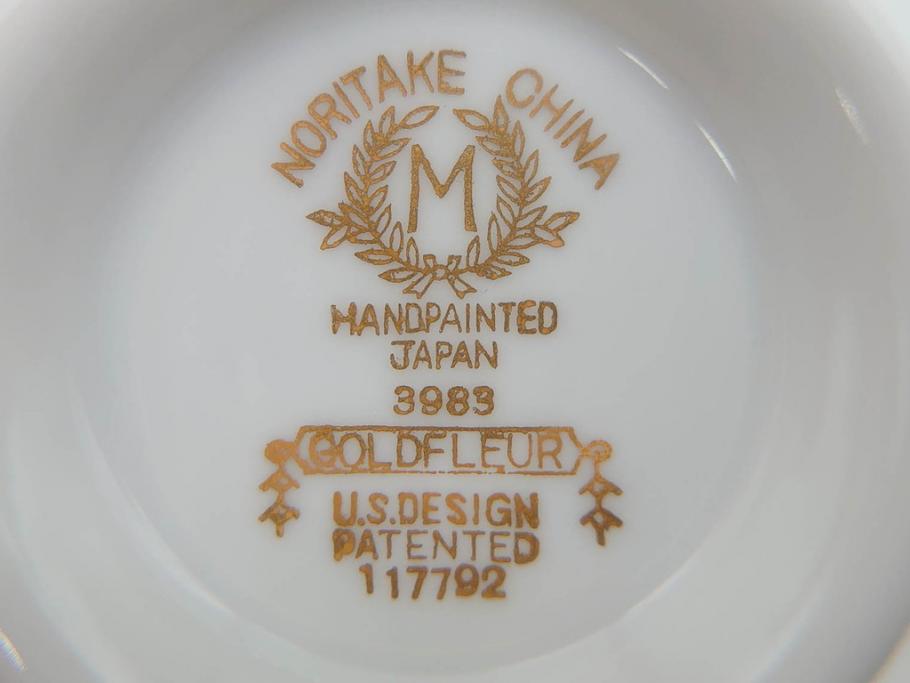 NORITAKE CHINA
M
HANDPAINTED
JAPAN
3983
GOLDFLEUR
U.S.DESIGN
PATENTED
117792